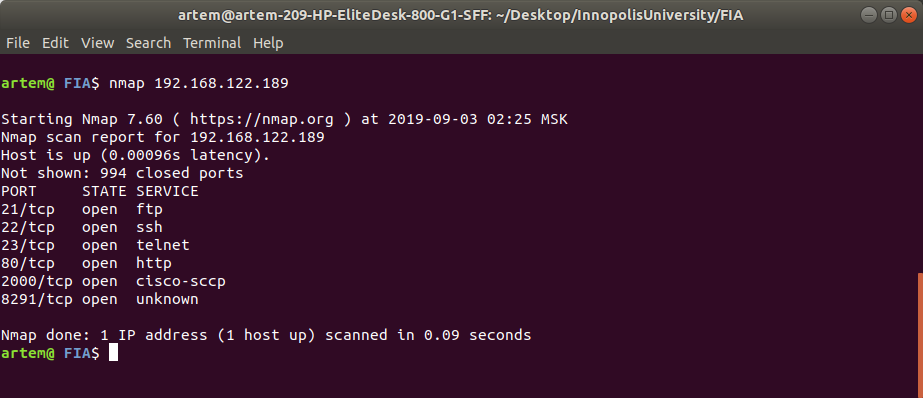 artem@artem-209-HP-EliteDesk-800-G1-SFF: ~/Desktop/InnopolisUniversity/FIA
File Edit View Search Terminal Help
artem@ FIA$ nmap 192.168.122.189
Starting Nmap 7.60 ( https://nmap.org ) at 2019-09-03 02:25 MSK
Nmap scan report for 192.168.122.189
Host is up (0.00096s latency).
Not shown: 994 closed ports
PORT     STATE SERVICE
21/tcp   open  ftp
22/tcp   open  ssh
23/tcp   open  telnet
80/tcp   open  http
2000/tcp open  cisco-sccp
8291/tcp open  unknown
Nmap done: 1 IP address (1 host up) scanned in 0.09 seconds
artem@ FIA$